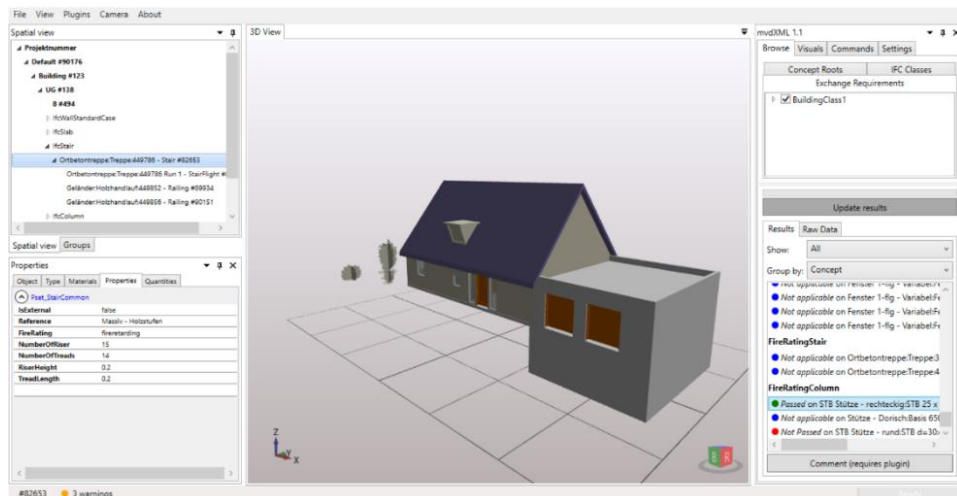 File View Plugins Camera About
Spatial view
Projektnummer
Default #90176
Building #123
UG #138
B #494
IfcWallStandardCase
IfcSlab
IfcStair
Ortbetontreppe:Treppe:449786 - Stair #82653
Ortbetontreppe:Treppe:449786 Run 1 - StairFlight
Geländer:Holzhandlauf:449852 - Railing #89934
Geländer:Holzhandlauf:449856 - Railing #90151
IfcColumn
Spatial view Groups
Properties
Object Type Materials Properties Quantities
Pset_StairCommon
IsExternal false
Reference Massiv - Holzstufen
FireRating fireretarding
NumberOfRiser 15
NumberOfTreads 14
RiserHeight 0.2
TreadLength 0.2
#82653 3 warnings
3D View
Z
Y
X
mvdXML 1.1
Browse Visuals Commands Settings
Concept Roots IFC Classes
Exchange Requirements
BuildingClass1
Update results
Results Raw Data
Show: All
Group by: Concept
Not applicable on Fenster 1-flg - Variabel:Fe
Not applicable on Fenster 1-flg - Variabel:Fe
Not applicable on Fenster 1-flg - Variabel:Fe
FireRatingStair
Not applicable on Ortbetontreppe:Treppe:3
Not applicable on Ortbetontreppe:Treppe:4
FireRatingColumn
Passed on STB Stütze - rechteckig:STB 25 x
Not applicable on Stütze - Dorisch:Basis 650
Not Passed on STB Stütze - rund:STB d=30
Comment (requires plugin)